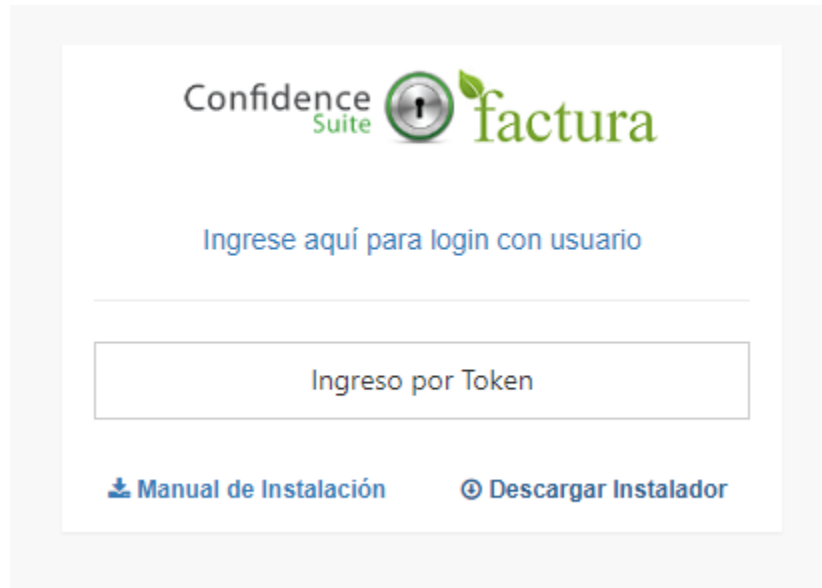 Confidence
Suite
factura
Ingrese aquí para login con usuario
Ingreso por Token
Manual de Instalación
Descargar Instalador